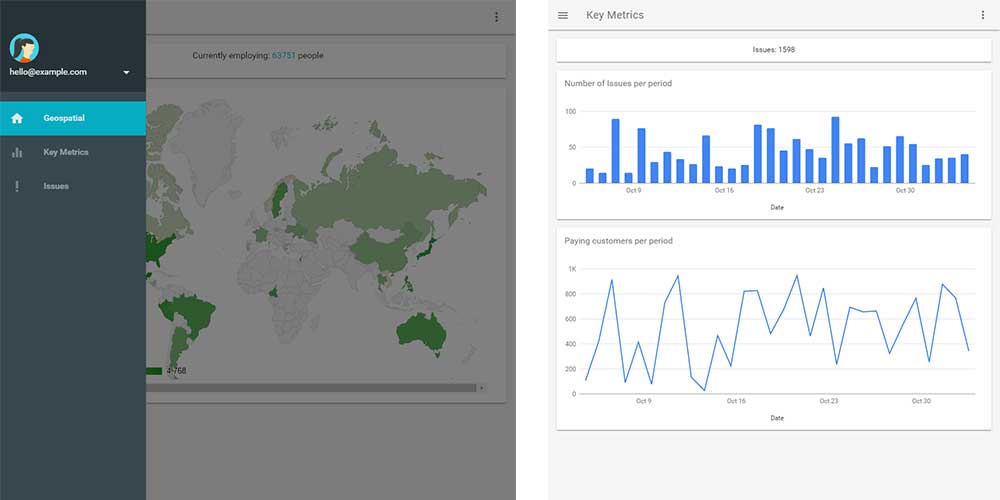 hello@example.com
Geospatial
Key Metrics
Issues
Currently employing: 63751 people
4,768
Key Metrics
Issues: 1598
Number of Issues per period
100
50
0
Oct 9 Oct 16 Oct 23 Oct 30
Date
Paying customers per period
1K
800
600
400
200
0
Oct 9 Oct 16 Oct 23 Oct 30
Date